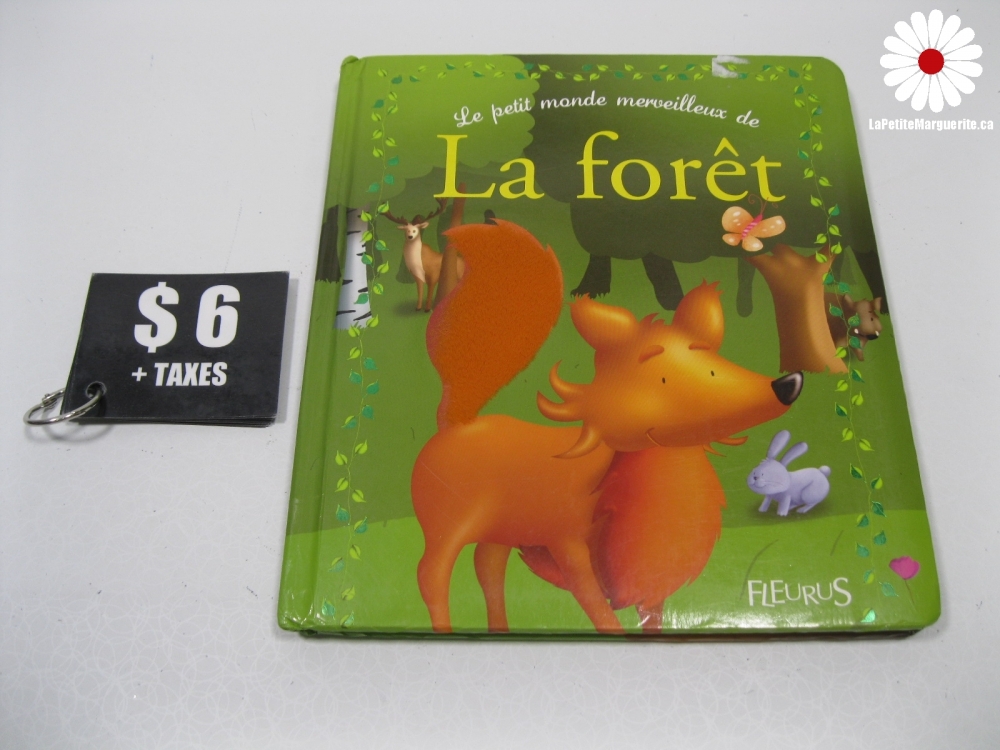 LaPetiteMarguerite.ca
Le petit monde merveilleux de
La forêt
$ 6
+ TAXES
FLEURUS